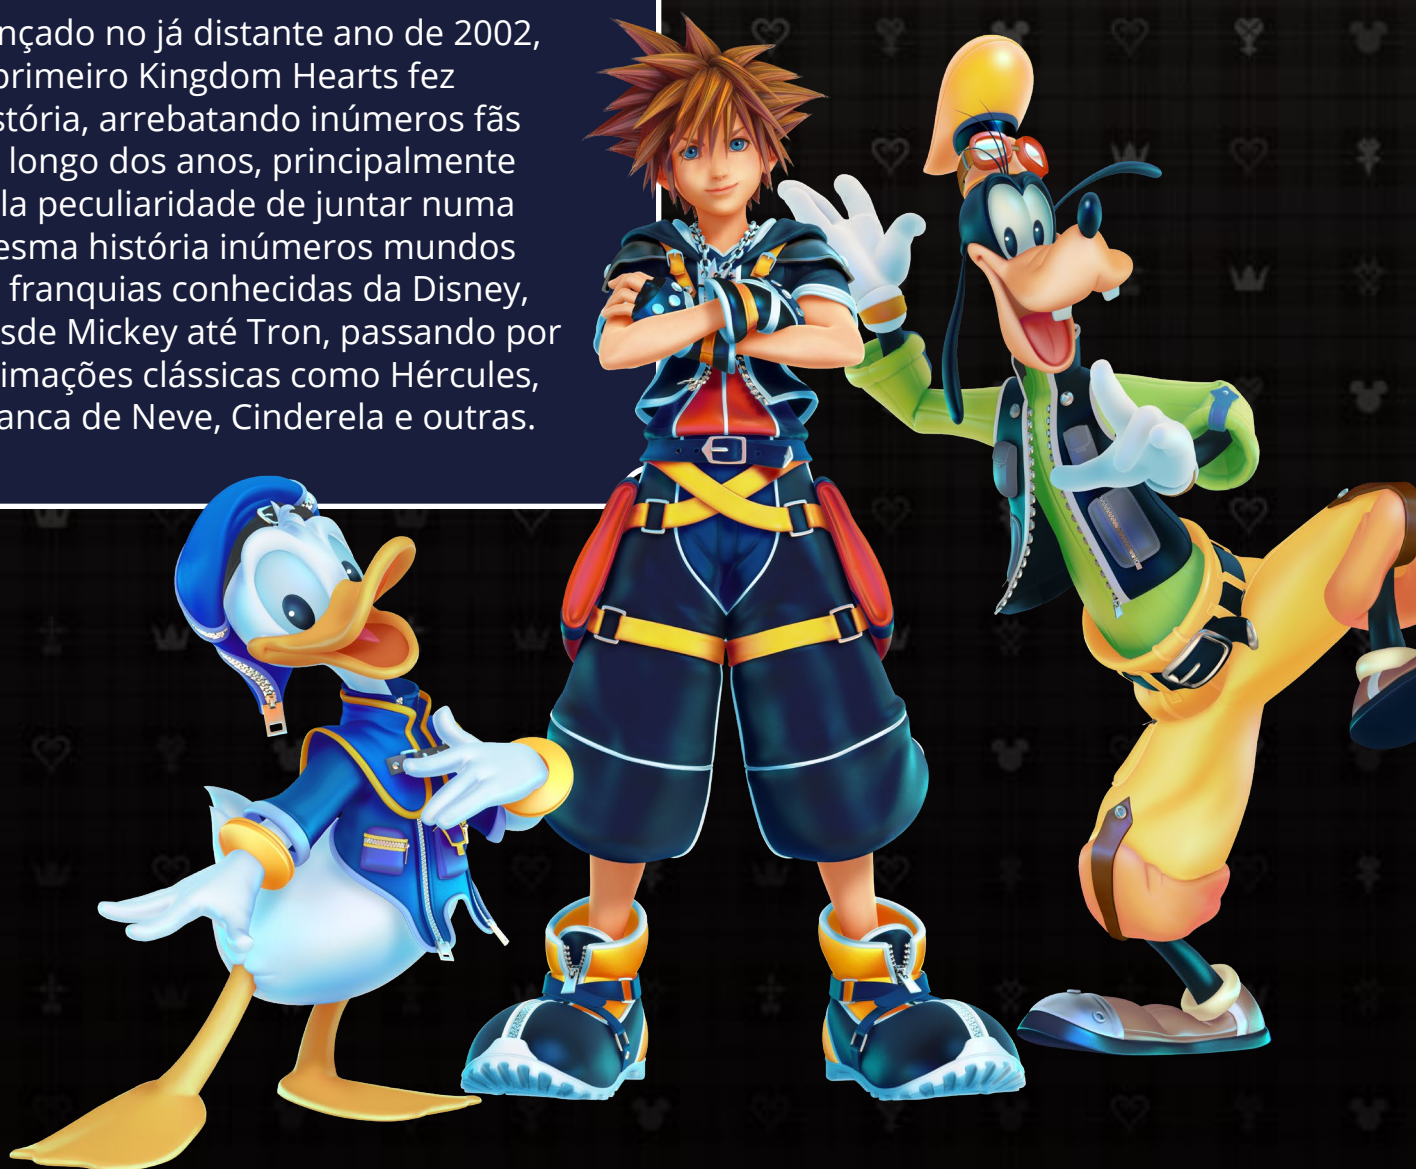 nçado no já distante ano de 2002,
primeiro Kingdom Hearts fez
stória, arrebatando inúmeros fãs
longo dos anos, principalmente
la peculiaridade de juntar numa
esma história inúmeros mundos
franquias conhecidas da Disney,
sde Mickey até Tron, passando por
imações clássicas como Hércules,
anca de Neve, Cinderela e outras.